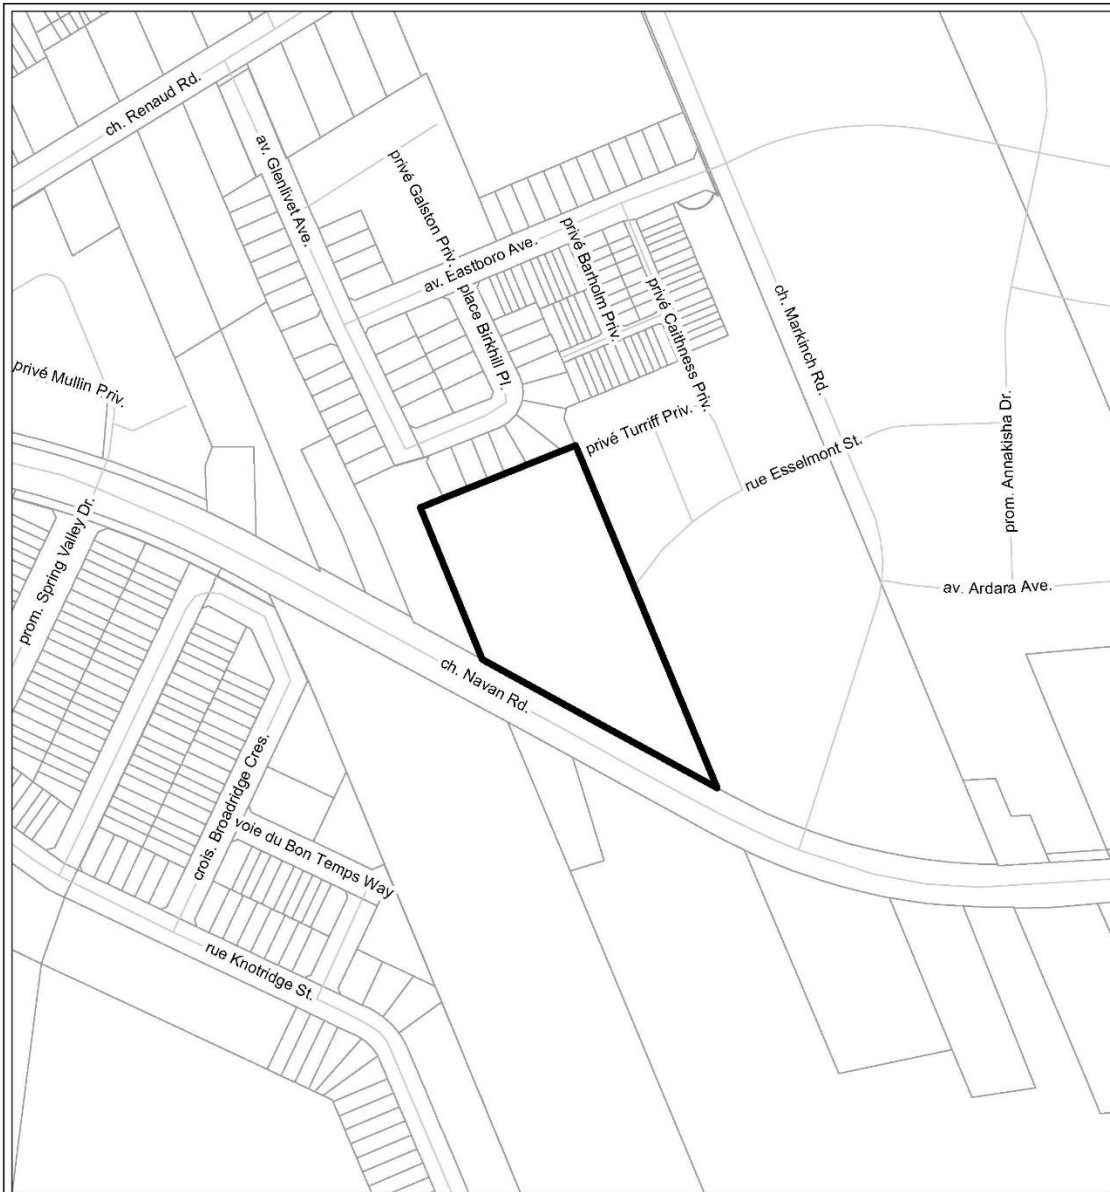 ch. Renaud Rd.
av. Glenlivet Ave.
privé Galston Priv.
av. Eastboro Ave.
privé Barholm Priv.
place Birkhill Pl.
privé Caithness Priv.
ch. Markinch Rd.
privé Mullin Priv.
privé Turriff Priv.
rue Esselmont St.
prom. Annakisha Dr.
prom. Spring Valley Dr.
av. Ardara Ave.
ch. Navan Rd.
crois. Broadridge Cres.
voie du Bon Temps Way
rue Knotridge St.